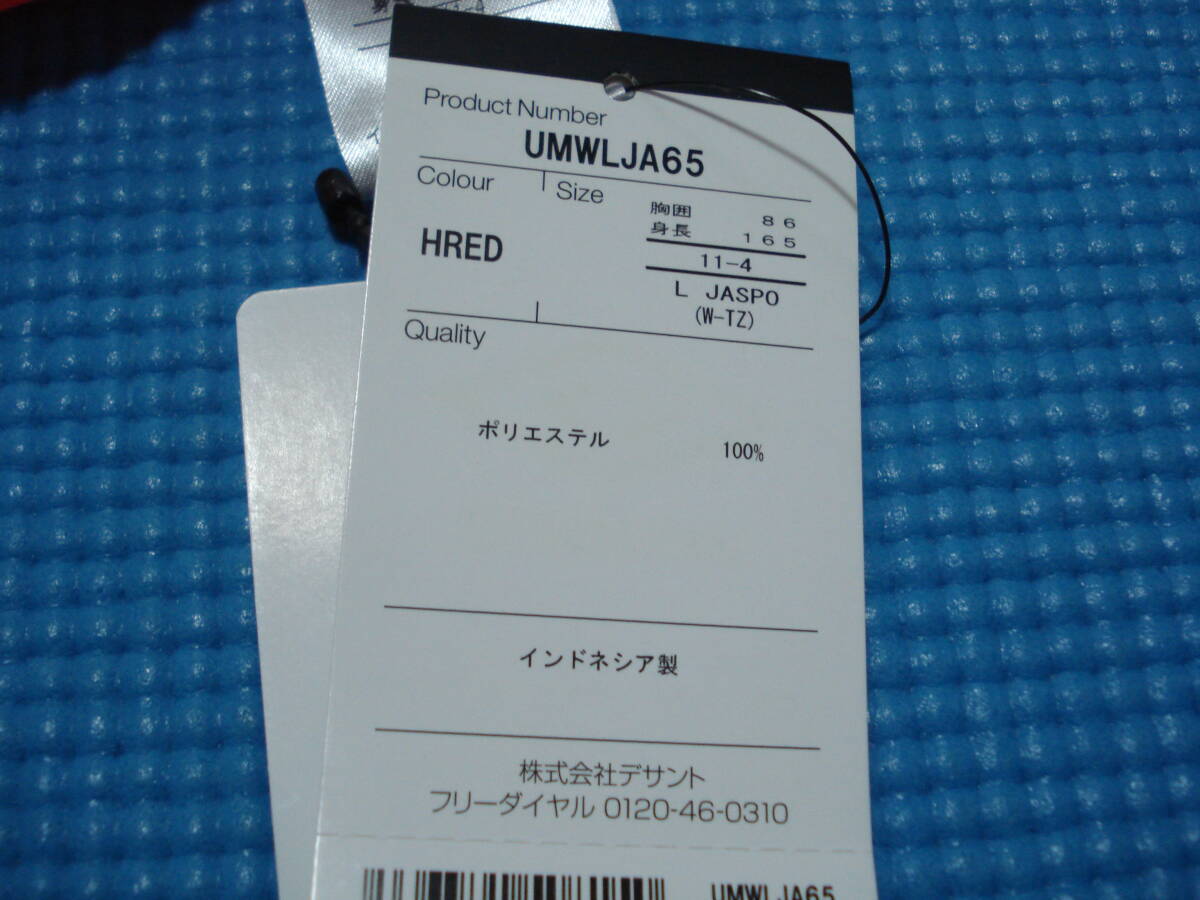 Product Number
UMWLJA65
Colour
Size
HRED
胸囲 86
身長 165
11-4
L JASPO
(W-TZ)
Quality
ポリエステル 100%
インドネシア製
株式会社デサント
フリーダイヤル 0120-46-0310
UMWLJA65